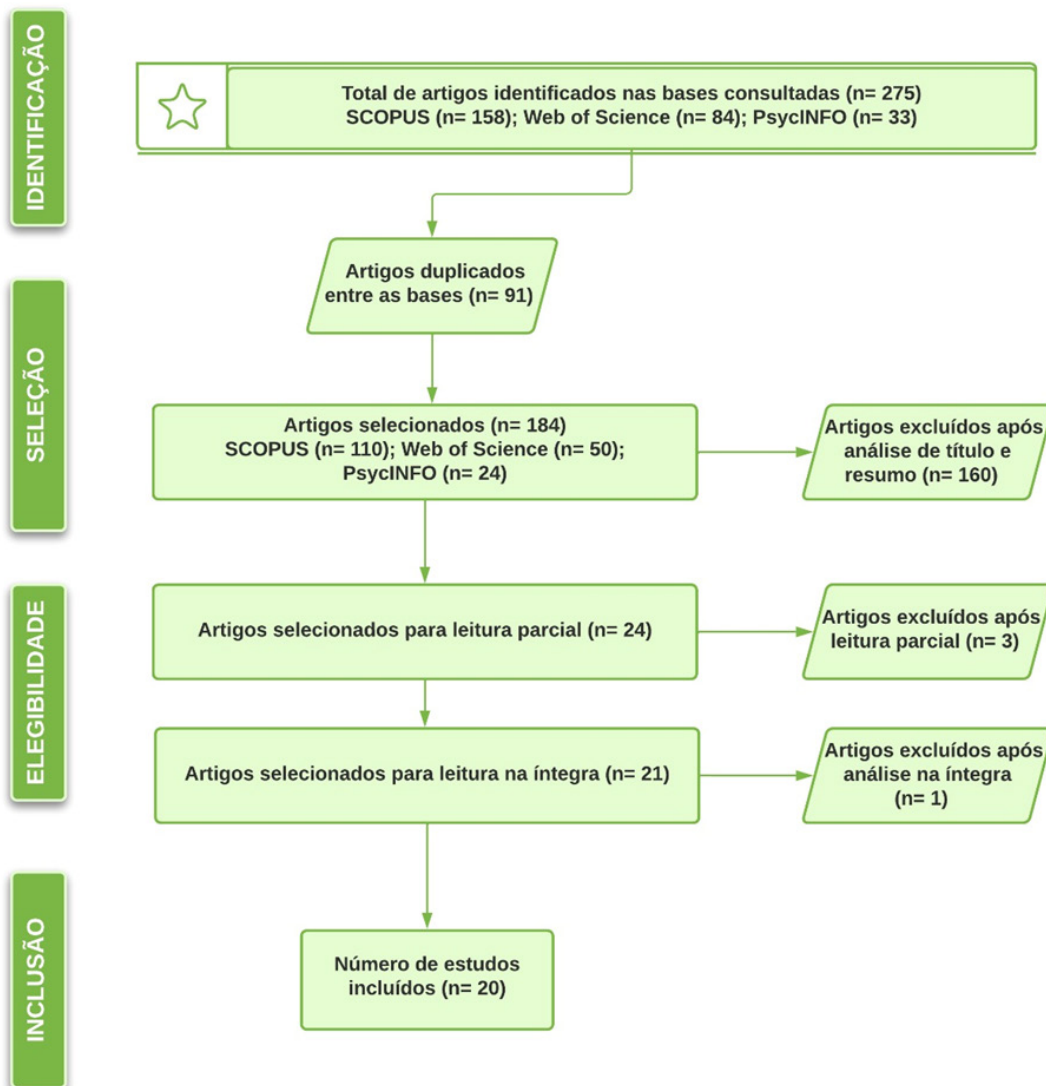 IDENTIFICAÇÃO
Total de artigos identificados nas bases consultadas (n= 275)
SCOPUS (n= 158); Web of Science (n= 84); PsycINFO (n= 33)
Artigos duplicados
entre as bases (n= 91)
SELEÇÃO
Artigos selecionados (n= 184)
SCOPUS (n= 110); Web of Science (n= 50);
PsycINFO (n= 24)
Artigos excluídos após
análise de título e
resumo (n= 160)
ELEGIBILIDADE
Artigos selecionados para leitura parcial (n= 24)
Artigos excluídos após
leitura parcial (n= 3)
Artigos selecionados para leitura na íntegra (n= 21)
Artigos excluídos após
análise na íntegra
(n= 1)
INCLUSÃO
Número de estudos
incluídos (n= 20)